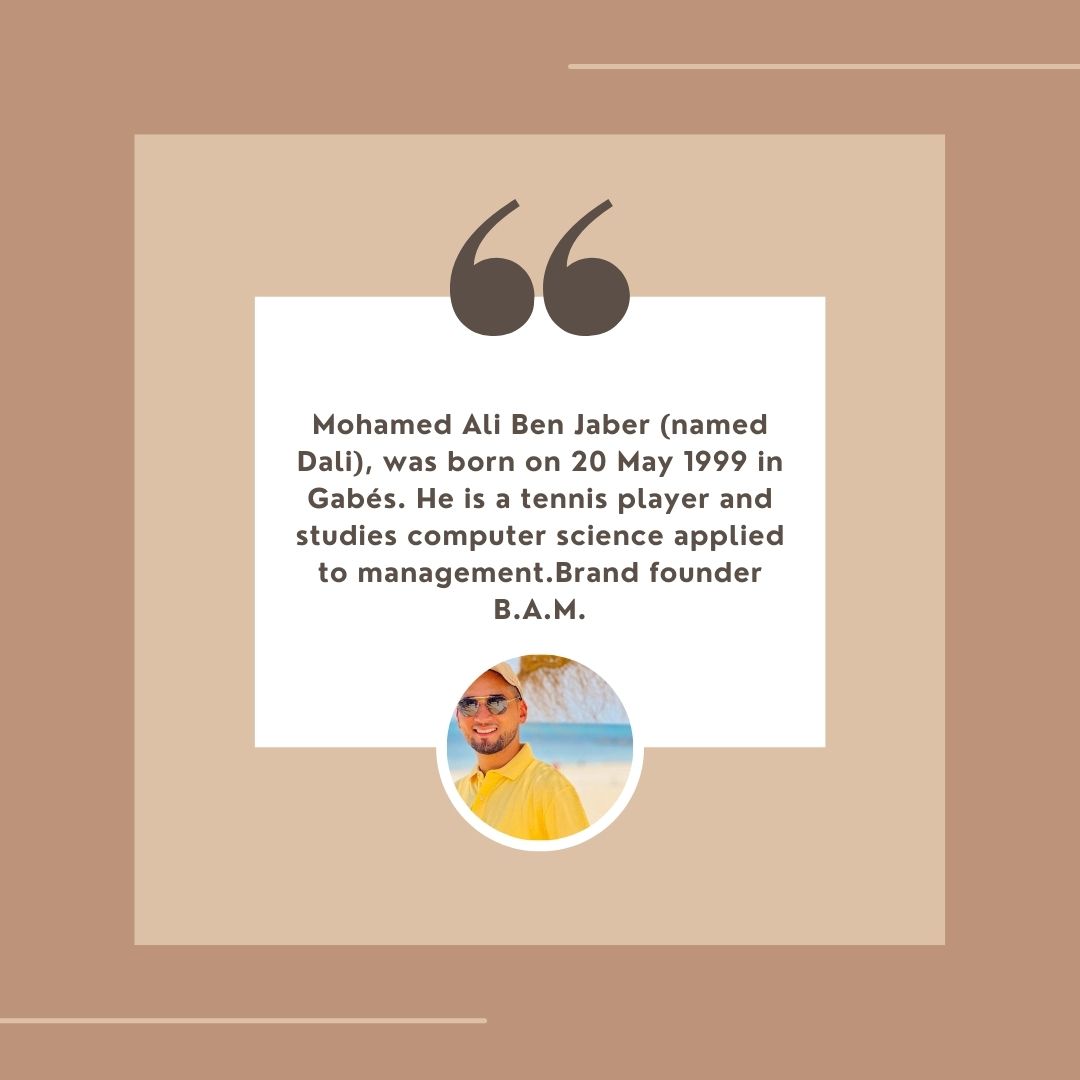 Mohamed Ali Ben Jaber (named
Dali), was born on 20 May 1999 in
Gabés. He is a tennis player and
studies computer science applied
to management.Brand founder
B.A.M.